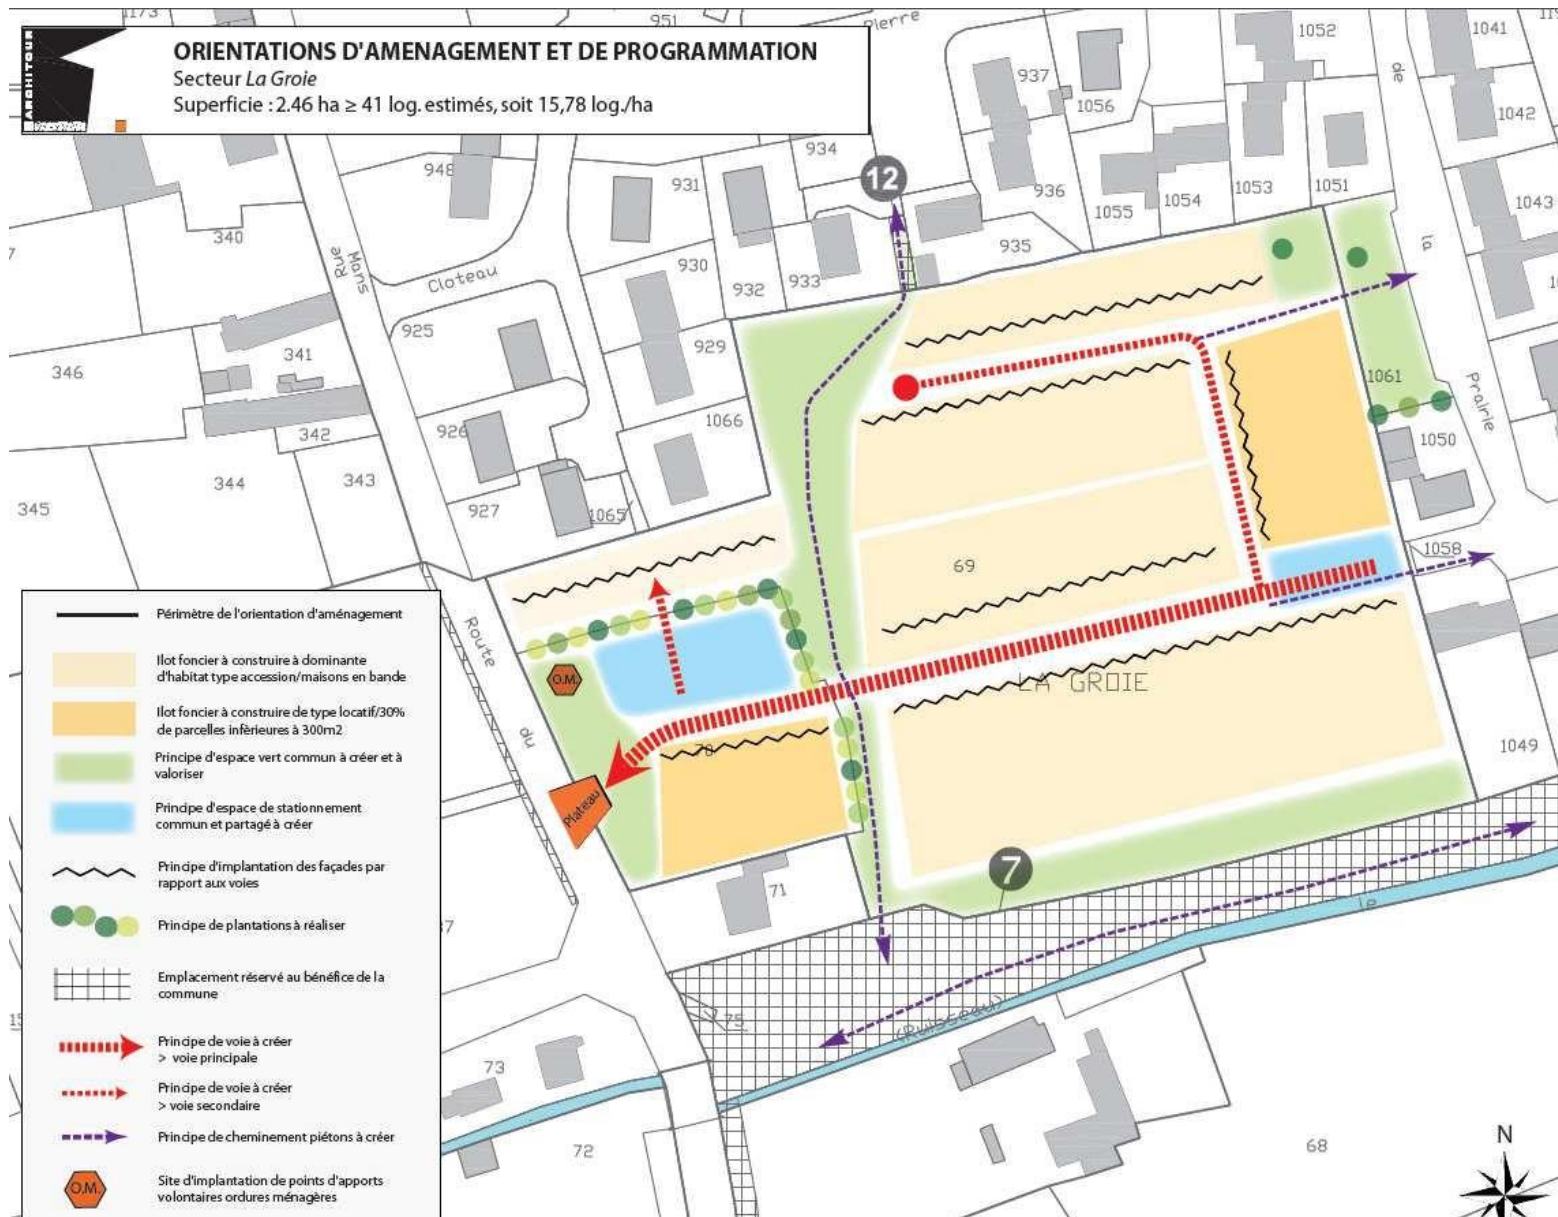 1173
951
Pierre
1052
1041
ARCHITOUR
ORIENTATIONS D'AMENAGEMENT ET DE PROGRAMMATION
Secteur La Groie
Superficie : 2.46 ha ≥ 41 log. estimés, soit 15,78 log./ha
937
1056
de
1042
934
948
931
12
936
1055
1054
1053
1051
1043
340
Rue
Mans
Cloteau
930
932
933
935
la
925
929
341
346
342
926
1066
1061
Prairie
1050
345
344
343
927
1065
69
1058
Route
du
O.M.
LA GROIE
70
Plateau
1049
71
7
le
(Ruisseau)
75
73
72
68
N
Périmètre de l'orientation d'aménagement
Ilot foncier à construire à dominante
d'habitat type accession/maisons en bande
Ilot foncier à construire de type locatif/30%
de parcelles infèrieures à 300m2
Principe d'espace vert commun à créer et à
valoriser
Principe d'espace de stationnement
commun et partagé à créer
Principe d'implantation des façades par
rapport aux voies
Principe de plantations à réaliser
Emplacement réservé au bénéfice de la
commune
Principe de voie à créer
> voie principale
Principe de voie à créer
> voie secondaire
Principe de cheminement piétons à créer
O.M.
Site d'implantation de points d'apports
volontaires ordures ménagères